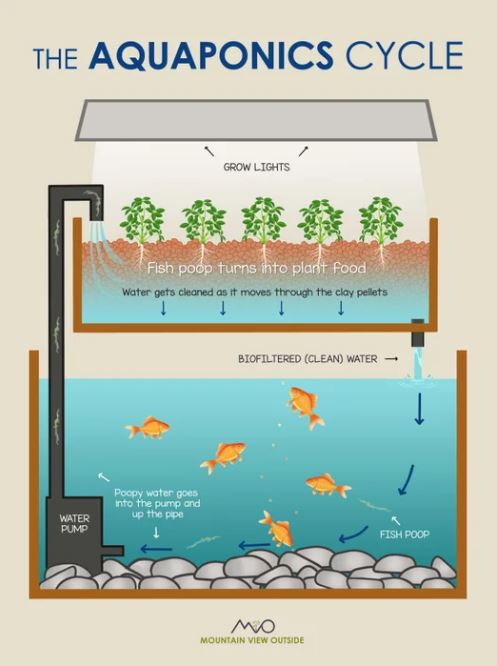 THE AQUAPONICS CYCLE
GROW LIGHTS
Fish poop turns into plant food
Water gets cleaned as it moves through the clay pellets
BIOFILTERED (CLEAN) WATER
Poopy water goes
into the pump and
up the pipe
WATER
PUMP
FISH POOP
MVO
MOUNTAIN VIEW OUTSIDE